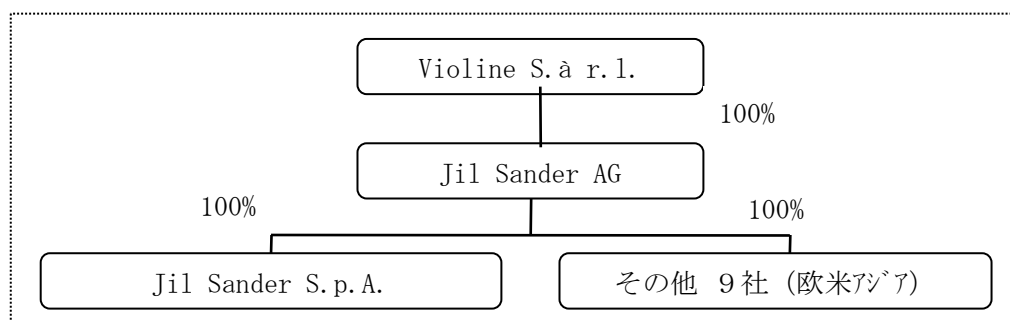 Violine S.à r.l.
100%
Jil Sander AG
100%
100%
Jil Sander S.p.A.
その他 9社 (欧米ｱｼﾞｱ)